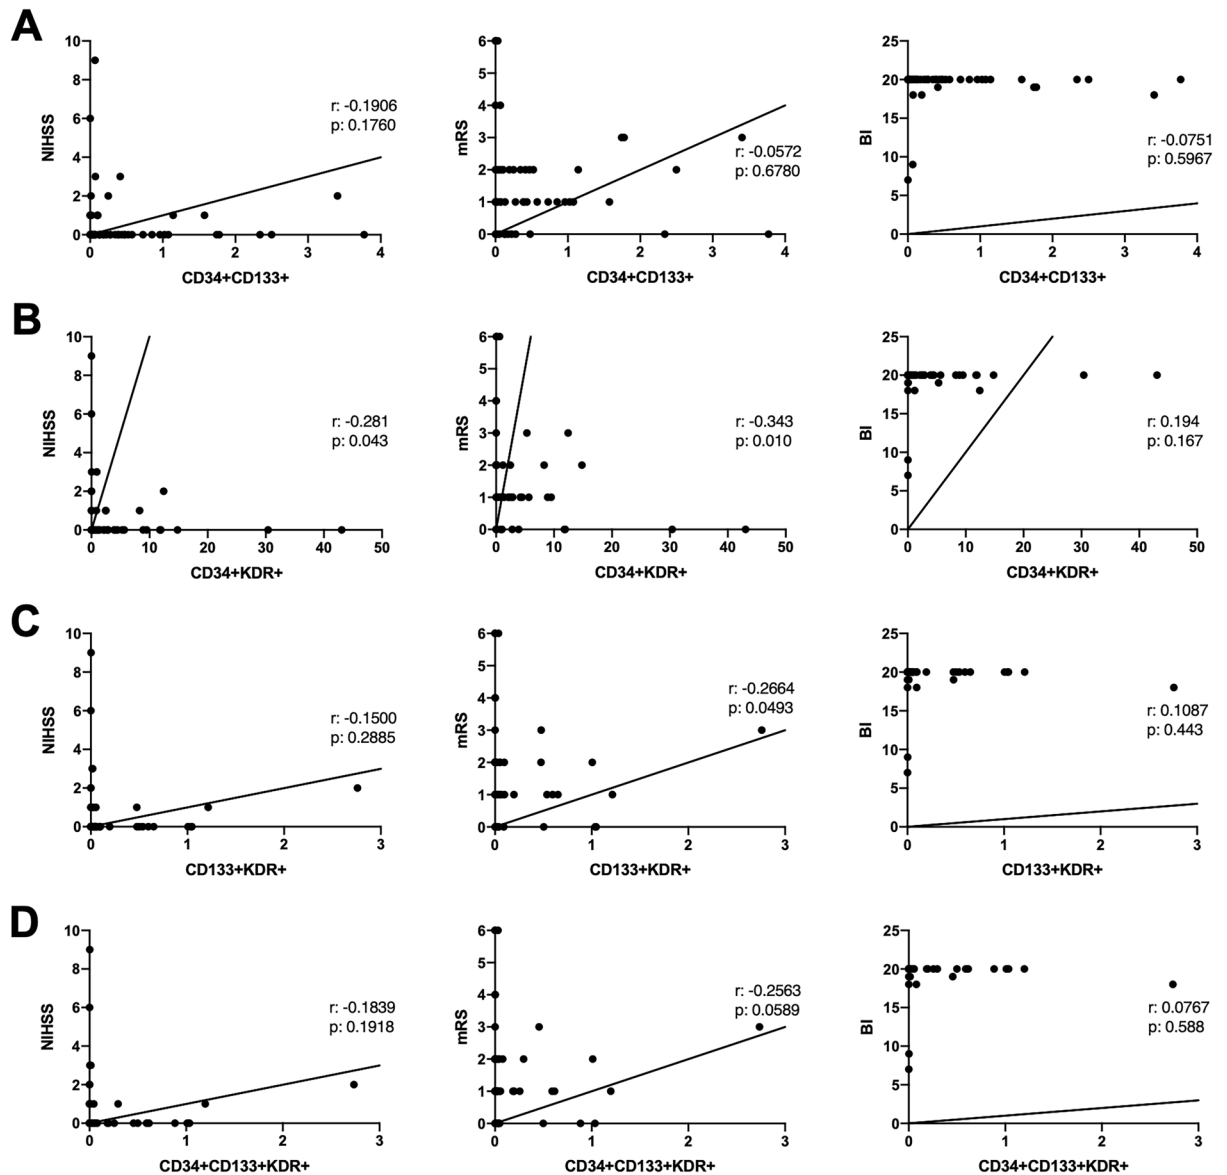 A
10
8
6
4
2
0
NIHSS
r: -0.1906
p: 0.1760
0 1 2 3 4
CD34+CD133+
6
5
4
3
2
1
0
mRS
r: -0.0572
p: 0.6780
0 1 2 3 4
CD34+CD133+
25
20
15
10
5
0
BI
r: -0.0751
p: 0.5967
0 1 2 3 4
CD34+CD133+
B
10
8
6
4
2
0
NIHSS
r: -0.281
p: 0.043
0 10 20 30 40 50
CD34+KDR+
6
5
4
3
2
1
0
mRS
r: -0.343
p: 0.010
0 10 20 30 40 50
CD34+KDR+
25
20
15
10
5
0
BI
r: 0.194
p: 0.167
0 10 20 30 40 50
CD34+KDR+
C
10
8
6
4
2
0
NIHSS
r: -0.1500
p: 0.2885
0 1 2 3
CD133+KDR+
6
5
4
3
2
1
0
mRS
r: -0.2664
p: 0.0493
0 1 2 3
CD133+KDR+
25
20
15
10
5
0
BI
r: 0.1087
p: 0.443
0 1 2 3
CD133+KDR+
D
10
8
6
4
2
0
NIHSS
r: -0.1839
p: 0.1918
0 1 2 3
CD34+CD133+KDR+
6
5
4
3
2
1
0
mRS
r: -0.2563
p: 0.0589
0 1 2 3
CD34+CD133+KDR+
25
20
15
10
5
0
BI
r: 0.0767
p: 0.588
0 1 2 3
CD34+CD133+KDR+